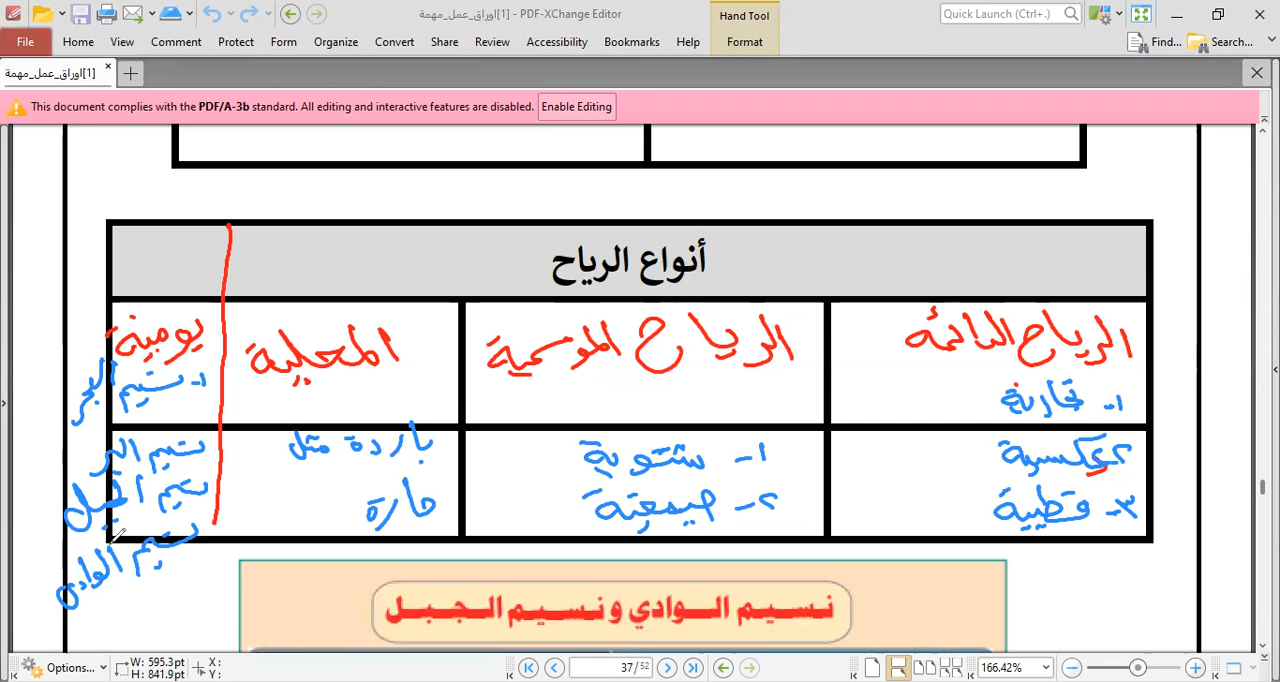 [1]اوراق_عمل_مهمة - PDF-XChange Editor
Hand Tool
Quick Launch (Ctrl+.)
File Home View Comment Protect Form Organize Convert Share Review Accessibility Bookmarks Help Format
Find... Search...
[1]اوراق_عمل_مهمة
This document complies with the PDF/A-3b standard. All editing and interactive features are disabled. Enable Editing
أنواع الرياح
الرياح الدائمة
١- تجارية
٢ عكسية
٣- قطبية
الرياح الموسمية
١- شتوية
٢- صيفية
المحلية
باردة مثل
حارة
يومية
١- نسيم البحر
نسيم البر
نسيم الجبل
نسيم الوادي
نسيم الوادي و نسيم الجبل
Options... W: 595.3pt X:
H: 841.9pt Y:
37 / 52
166.42%